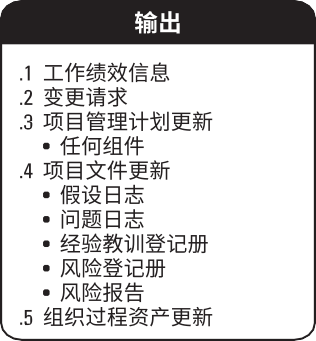 输出
.1 工作绩效信息
.2 变更请求
.3 项目管理计划更新
• 任何组件
.4 项目文件更新
• 假设日志
• 问题日志
• 经验教训登记册
• 风险登记册
• 风险报告
.5 组织过程资产更新